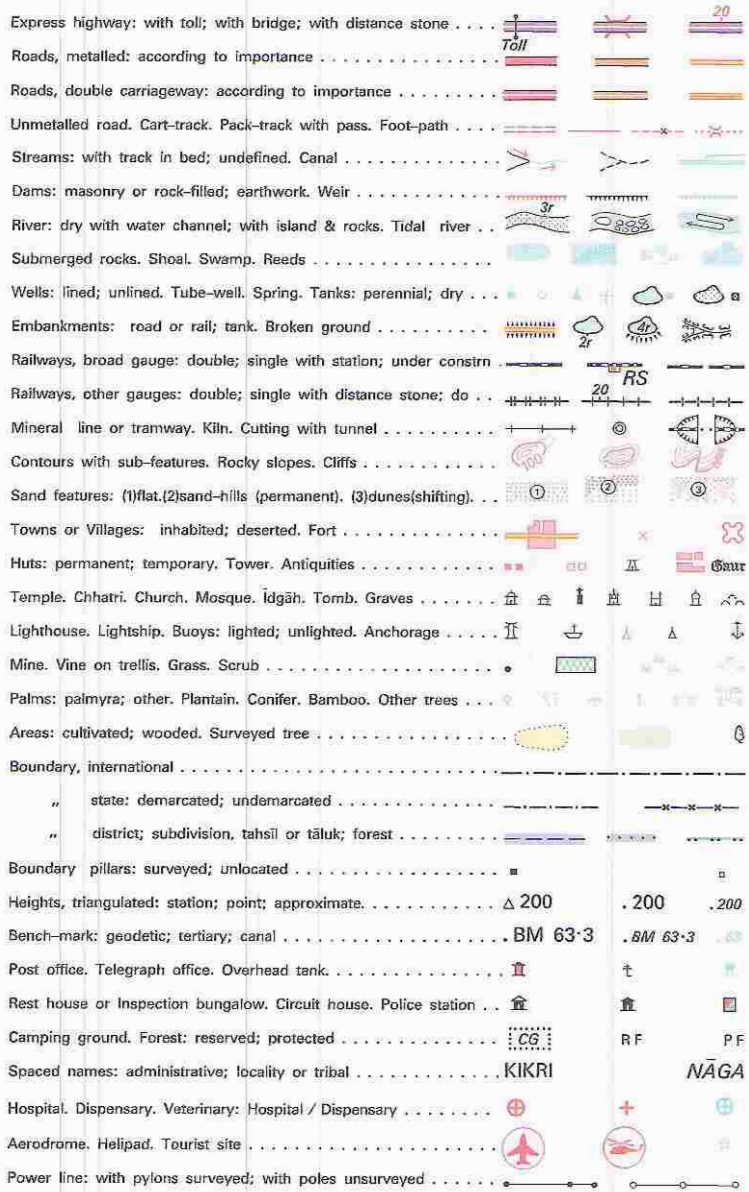 Express highway: with toll; with bridge; with distance stone . . . . Toll 20
Roads, metalled: according to importance . . . . . . . . . . . . . . . .
Roads, double carriageway: according to importance . . . . . . . . .
Unmetalled road. Cart-track. Pack-track with pass. Foot-path . . . .
Streams: with track in bed; undefined. Canal . . . . . . . . . . . . . .
Dams: masonry or rock-filled; earthwork. Weir . . . . . . . . . . . . .
River: dry with water channel; with island & rocks. Tidal river . . 3r
Submerged rocks. Shoal. Swamp. Reeds . . . . . . . . . . . . . . . .
Wells: lined; unlined. Tube-well. Spring. Tanks: perennial; dry . . .
Embankments: road or rail; tank. Broken ground . . . . . . . . . . 2r 4r
Railways, broad gauge: double; single with station; under constrn . RS
Railways, other gauges: double; single with distance stone; do . . 20
Mineral line or tramway. Kiln. Cutting with tunnel . . . . . . . . . .
Contours with sub-features. Rocky slopes. Cliffs . . . . . . . . . . . 100
Sand features: (1)flat.(2)sand-hills (permanent). (3)dunes(shifting). . . 1 2 3
Towns or Villages: inhabited; deserted. Fort . . . . . . . . . . . . . .
Huts: permanent; temporary. Tower. Antiquities . . . . . . . . . . . . Gaur
Temple. Chhatri. Church. Mosque. Īdgāh. Tomb. Graves . . . . . .
Lighthouse. Lightship. Buoys: lighted; unlighted. Anchorage . . . . .
Mine. Vine on trellis. Grass. Scrub . . . . . . . . . . . . . . . . . . .
Palms: palmyra; other. Plantain. Conifer. Bamboo. Other trees . . .
Areas: cultivated; wooded. Surveyed tree . . . . . . . . . . . . . . .
Boundary, international . . . . . . . . . . . . . . . . . . . . . . . . . .
„ state: demarcated; undemarcated . . . . . . . . . . . . . .
„ district; subdivision, tahsīl or tāluk; forest . . . . . . . . .
Boundary pillars: surveyed; unlocated . . . . . . . . . . . . . . . . .
Heights, triangulated: station; point; approximate. . . . . . . . . . . . △ 200 . 200 . 200
Bench-mark: geodetic; tertiary; canal . . . . . . . . . . . . . . . . . . . BM 63·3 . BM 63·3 . 63
Post office. Telegraph office. Overhead tank. . . . . . . . . . . . . . .
Rest house or Inspection bungalow. Circuit house. Police station . .
Camping ground. Forest: reserved; protected . . . . . . . . . . . . . CG RF PF
Spaced names: administrative; locality or tribal . . . . . . . . . . . . KIKRI NĀGA
Hospital. Dispensary. Veterinary: Hospital / Dispensary . . . . . . . .
Aerodrome. Helipad. Tourist site . . . . . . . . . . . . . . . . . . . . .
Power line: with pylons surveyed; with poles unsurveyed . . . . . . .